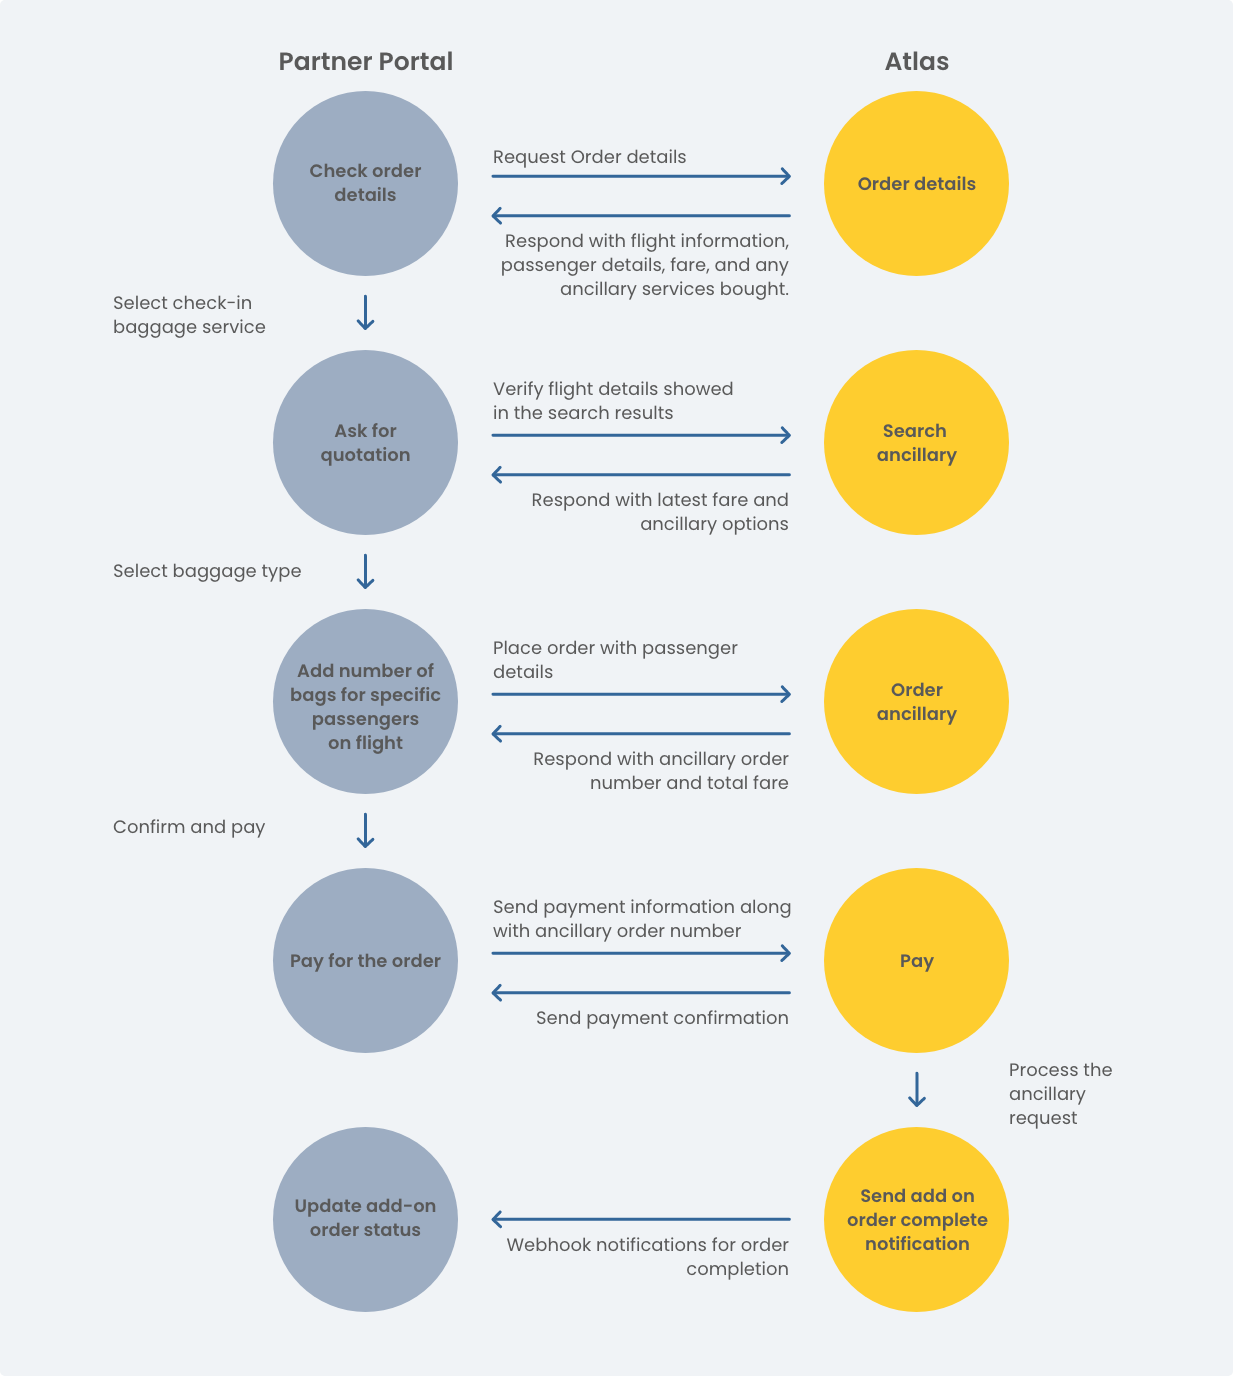 Partner Portal
Atlas
Check order
details
Request Order details
Order details
Respond with flight information,
passenger details, fare, and any
ancillary services bought.
Select check-in
baggage service
Ask for
quotation
Verify flight details showed
in the search results
Search
ancillary
Respond with latest fare and
ancillary options
Select baggage type
Add number of
bags for specific
passengers
on flight
Place order with passenger
details
Order
ancillary
Respond with ancillary order
number and total fare
Confirm and pay
Pay for the order
Send payment information along
with ancillary order number
Pay
Send payment confirmation
Process the
ancillary
request
Update add-on
order status
Send add on
order complete
notification
Webhook notifications for order
completion